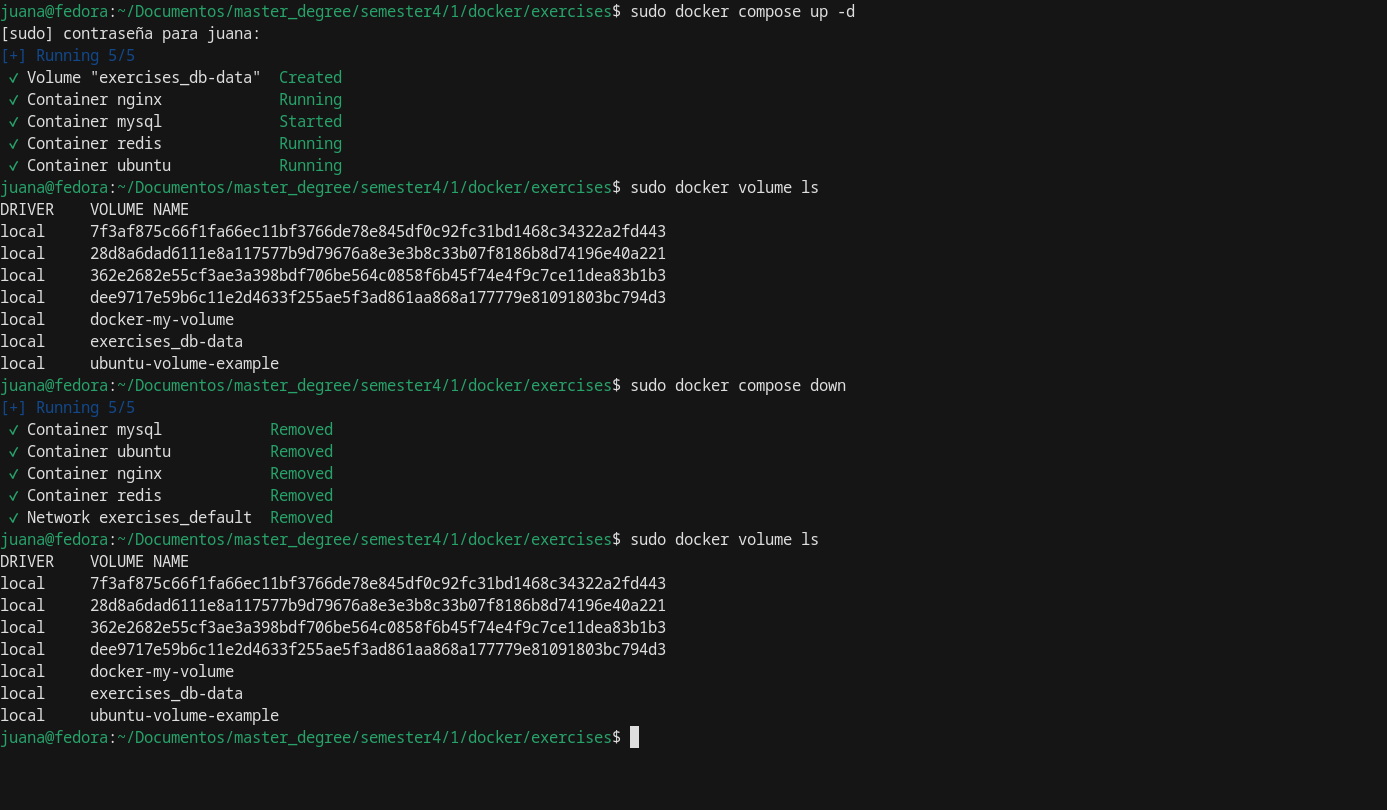 juana@fedora:~/Documentos/master_degree/semester4/1/docker/exercises$ sudo docker compose up -d
[sudo] contraseña para juana:
[+] Running 5/5
✓ Volume "exercises_db-data"  Created
✓ Container nginx             Running
✓ Container mysql             Started
✓ Container redis             Running
✓ Container ubuntu            Running
juana@fedora:~/Documentos/master_degree/semester4/1/docker/exercises$ sudo docker volume ls
DRIVER    VOLUME NAME
local     7f3af875c66f1fa66ec11bf3766de78e845df0c92fc31bd1468c34322a2fd443
local     28d8a6dad6111e8a117577b9d79676a8e3e3b8c33b07f8186b8d74196e40a221
local     362e2682e55cf3ae3a398bdf706be564c0858f6b45f74e4f9c7ce11dea83b1b3
local     dee9717e59b6c11e2d4633f255ae5f3ad861aa868a177779e81091803bc794d3
local     docker-my-volume
local     exercises_db-data
local     ubuntu-volume-example
juana@fedora:~/Documentos/master_degree/semester4/1/docker/exercises$ sudo docker compose down
[+] Running 5/5
✓ Container mysql            Removed
✓ Container ubuntu           Removed
✓ Container nginx            Removed
✓ Container redis            Removed
✓ Network exercises_default  Removed
juana@fedora:~/Documentos/master_degree/semester4/1/docker/exercises$ sudo docker volume ls
DRIVER    VOLUME NAME
local     7f3af875c66f1fa66ec11bf3766de78e845df0c92fc31bd1468c34322a2fd443
local     28d8a6dad6111e8a117577b9d79676a8e3e3b8c33b07f8186b8d74196e40a221
local     362e2682e55cf3ae3a398bdf706be564c0858f6b45f74e4f9c7ce11dea83b1b3
local     dee9717e59b6c11e2d4633f255ae5f3ad861aa868a177779e81091803bc794d3
local     docker-my-volume
local     exercises_db-data
local     ubuntu-volume-example
juana@fedora:~/Documentos/master_degree/semester4/1/docker/exercises$